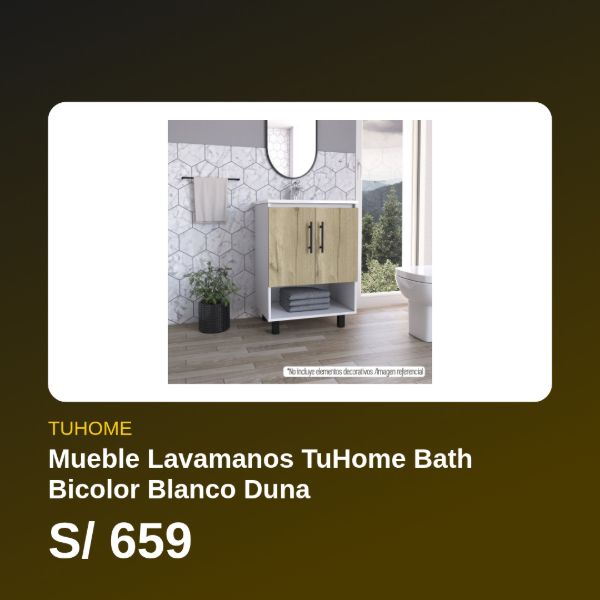 *No incluye elementos decorativos /Imagen referencial
TUHOME
Mueble Lavamanos TuHome Bath
Bicolor Blanco Duna
S/ 659